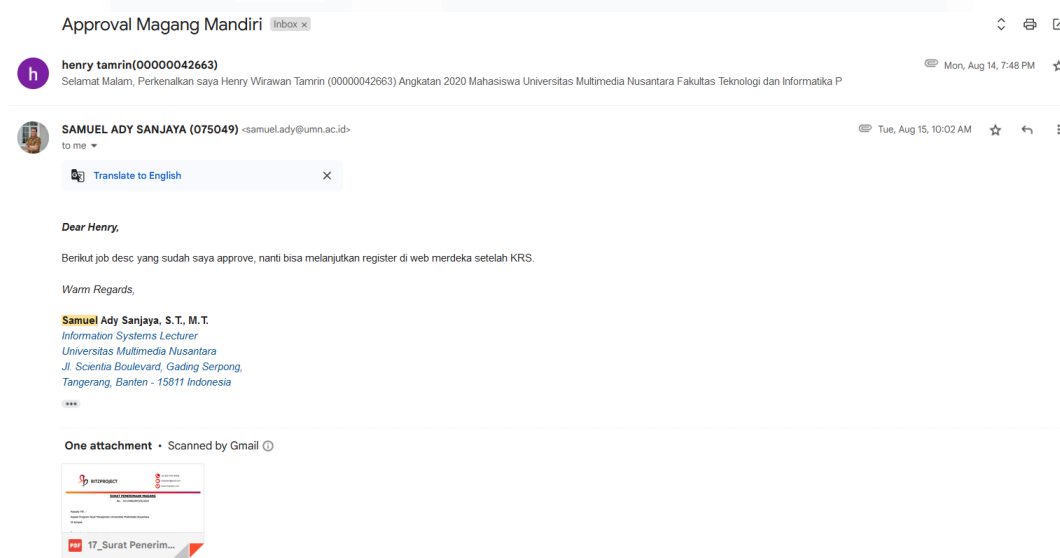 Approval Magang Mandiri Inbox ×
henry tamrin(00000042663)
Mon, Aug 14, 7:48 PM
Selamat Malam, Perkenalkan saya Henry Wirawan Tamrin (00000042663) Angkatan 2020 Mahasiswa Universitas Multimedia Nusantara Fakultas Teknologi dan Informatika P
h
SAMUEL ADY SANJAYA (075049) <samuel.ady@umn.ac.id>
Tue, Aug 15, 10:02 AM
to me
Translate to English
Dear Henry,
Berikut job desc yang sudah saya approve, nanti bisa melanjutkan register di web merdeka setelah KRS.
Warm Regards,
Samuel Ady Sanjaya, S.T., M.T.
Information Systems Lecturer
Universitas Multimedia Nusantara
Jl. Scientia Boulevard, Gading Serpong,
Tangerang, Banten - 15811 Indonesia
One attachment • Scanned by Gmail
RITZPROJECT
SURAT PENERIMAAN MAGANG
PDF 17_Surat Penerim...